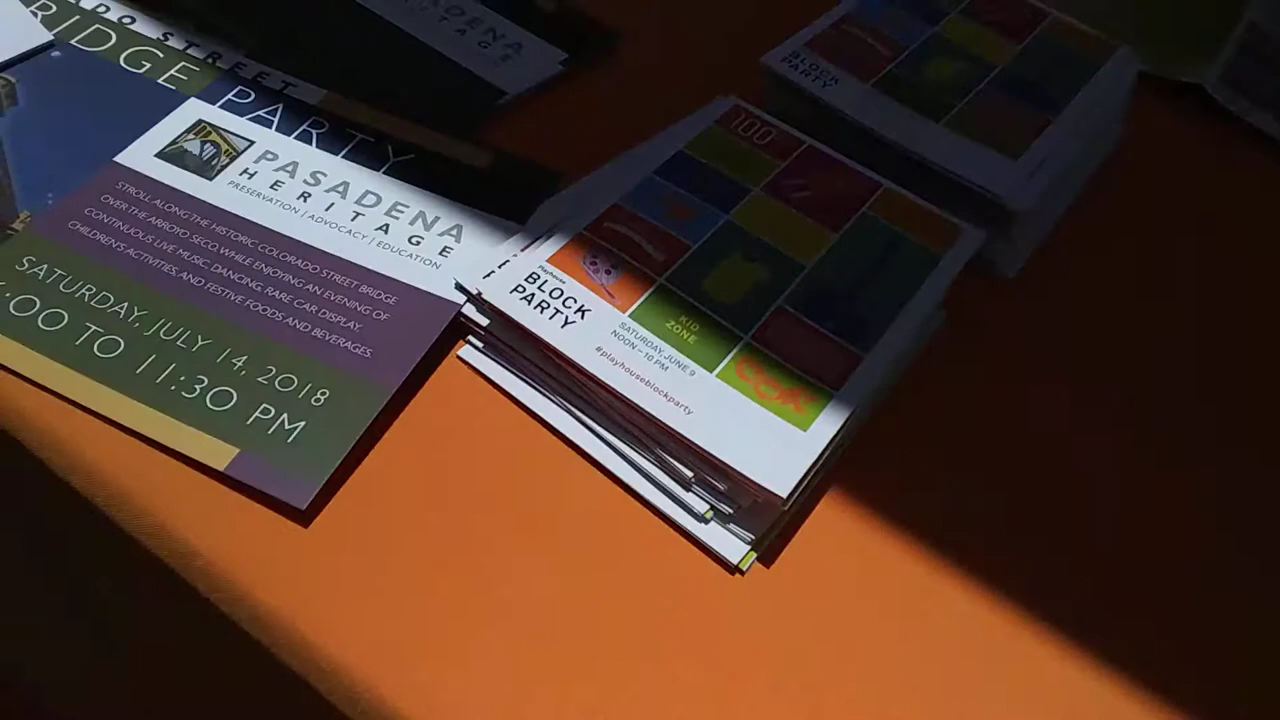 STREET
PARTY
PASADENA
HERITAGE
PRESERVATION | ADVOCACY | EDUCATION
STROLL ALONG THE HISTORIC COLORADO STREET BRIDGE
OVER THE ARROYO SECO, WHILE ENJOYING AN EVENING OF
CONTINUOUS LIVE MUSIC, DANCING, RARE CAR DISPLAY,
CHILDREN'S ACTIVITIES, AND FESTIVE FOODS AND BEVERAGES.
SATURDAY, JULY 14, 2018
:00 TO 11:30 PM
100
Playhouse
BLOCK
PARTY
KID
ZONE
SATURDAY, JUNE 9
NOON – 10 PM
#playhouseblockparty
BLOCK
PARTY